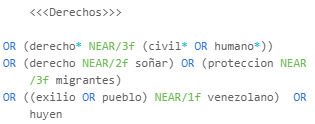 <<<Derechos>>>
OR (derecho* NEAR/3f (civil* OR humano*))
OR (derecho NEAR/2f soñar) OR (proteccion NEAR
/3f migrantes)
OR ((exilio OR pueblo) NEAR/1f venezolano) OR
huyen